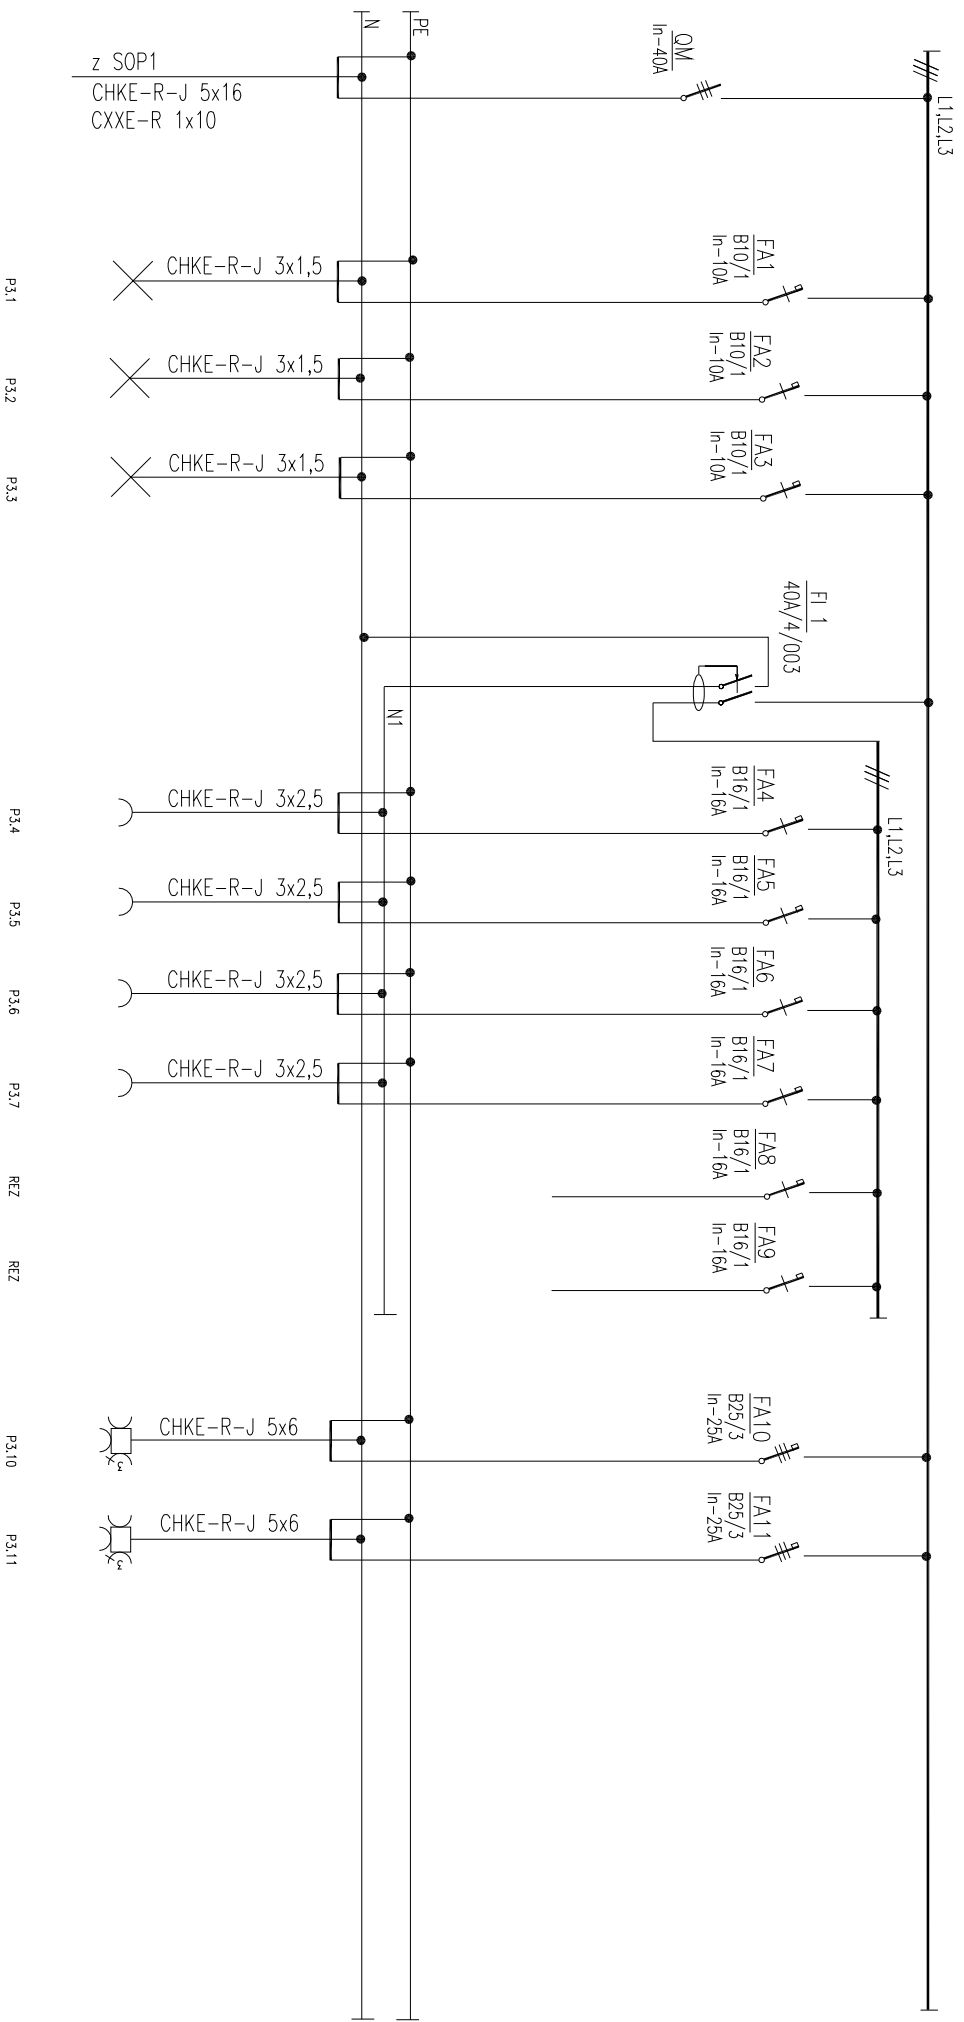 L1,L2,L3
PE
N
QM
In-40A
z SOP1
CHKE-R-J 5x16
CXXE-R 1x10
FA1
B10/1
In-10A
CHKE-R-J 3x1,5
P3.1
FA2
B10/1
In-10A
CHKE-R-J 3x1,5
P3.2
FA3
B10/1
In-10A
CHKE-R-J 3x1,5
P3.3
FI 1
40A/4/003
N1
L1,L2,L3
FA4
B16/1
In-16A
CHKE-R-J 3x2,5
P3.4
FA5
B16/1
In-16A
CHKE-R-J 3x2,5
P3.5
FA6
B16/1
In-16A
CHKE-R-J 3x2,5
P3.6
FA7
B16/1
In-16A
CHKE-R-J 3x2,5
P3.7
FA8
B16/1
In-16A
REZ
FA9
B16/1
In-16A
REZ
FA10
B25/3
In-25A
CHKE-R-J 5x6
3
P3.10
FA11
B25/3
In-25A
CHKE-R-J 5x6
3
P3.11